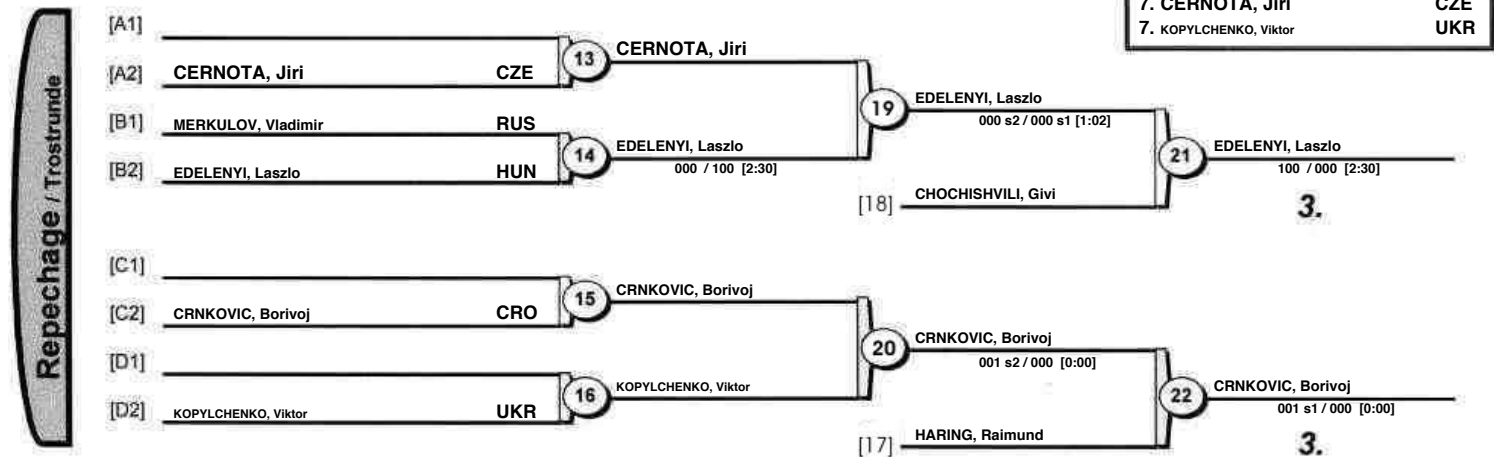 7. CERNOTA, Jiri CZE
7. KOPYLCHENKO, Viktor UKR
Repechage / Trostrunde
[A1]
[A2] CERNOTA, Jiri CZE
13 CERNOTA, Jiri
[B1] MERKULOV, Vladimir RUS
[B2] EDELENYI, Laszlo HUN
14 EDELENYI, Laszlo
000 / 100 [2:30]
19 EDELENYI, Laszlo
000 s2 / 000 s1 [1:02]
[18] CHOCHISHVILI, Givi
21 EDELENYI, Laszlo
100 / 000 [2:30]
3.
[C1]
[C2] CRNKOVIC, Borivoj CRO
15 CRNKOVIC, Borivoj
[D1]
[D2] KOPYLCHENKO, Viktor UKR
16 KOPYLCHENKO, Viktor
20 CRNKOVIC, Borivoj
001 s2 / 000 [0:00]
[17] HARING, Raimund
22 CRNKOVIC, Borivoj
001 s1 / 000 [0:00]
3.